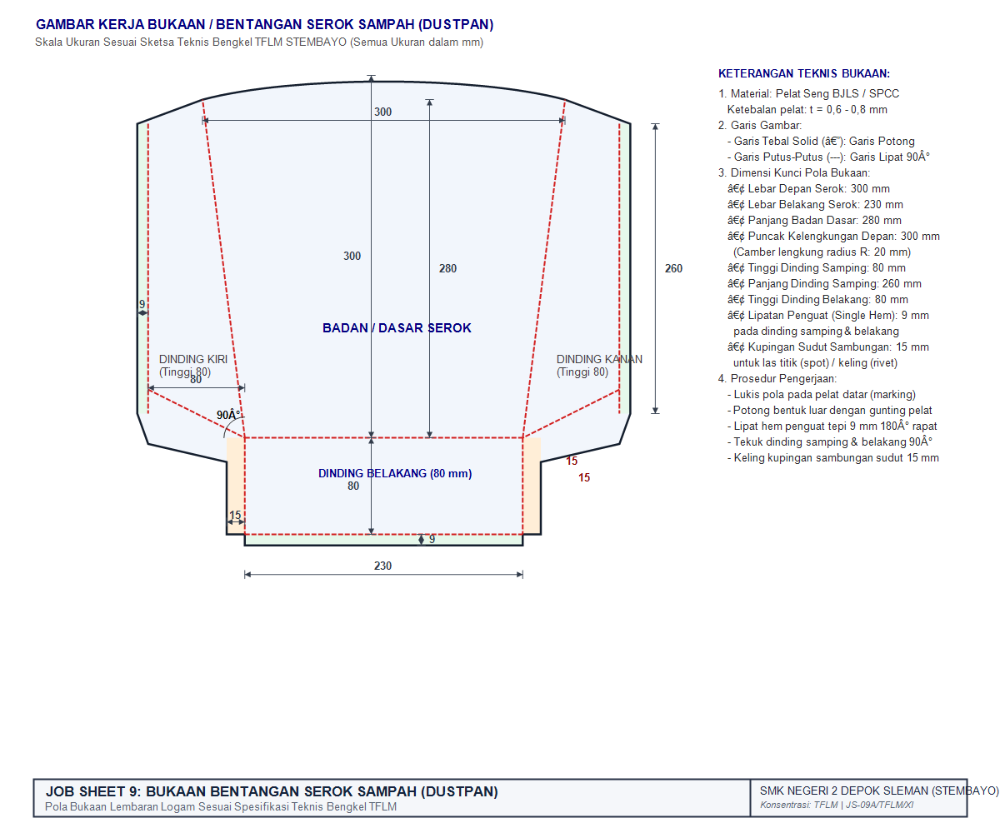 GAMBAR KERJA BUKAAN / BENTANGAN SEROK SAMPAH (DUSTPAN)
Skala Ukuran Sesuai Sketsa Teknis Bengkel TFLM STEMBAYO (Semua Ukuran dalam mm)
300
300
280
260
9
BADAN / DASAR SEROK
DINDING KIRI
(Tinggi 80)
80
DINDING KANAN
(Tinggi 80)
90Â°
15
15
DINDING BELAKANG (80 mm)
80
15
9
230
KETERANGAN TEKNIS BUKAAN:
1. Material: Pelat Seng BJLS / SPCC
Ketebalan pelat: t = 0,6 - 0,8 mm
2. Garis Gambar:
- Garis Tebal Solid (â€”): Garis Potong
- Garis Putus-Putus (---): Garis Lipat 90Â°
3. Dimensi Kunci Pola Bukaan:
â€¢ Lebar Depan Serok: 300 mm
â€¢ Lebar Belakang Serok: 230 mm
â€¢ Panjang Badan Dasar: 280 mm
â€¢ Puncak Kelengkungan Depan: 300 mm
(Camber lengkung radius R: 20 mm)
â€¢ Tinggi Dinding Samping: 80 mm
â€¢ Panjang Dinding Samping: 260 mm
â€¢ Tinggi Dinding Belakang: 80 mm
â€¢ Lipatan Penguat (Single Hem): 9 mm
pada dinding samping & belakang
â€¢ Kupingan Sudut Sambungan: 15 mm
untuk las titik (spot) / keling (rivet)
4. Prosedur Pengerjaan:
- Lukis pola pada pelat datar (marking)
- Potong bentuk luar dengan gunting pelat
- Lipat hem penguat tepi 9 mm 180Â° rapat
- Tekuk dinding samping & belakang 90Â°
- Keling kupingan sambungan sudut 15 mm
JOB SHEET 9: BUKAAN BENTANGAN SEROK SAMPAH (DUSTPAN)
Pola Bukaan Lembaran Logam Sesuai Spesifikasi Teknis Bengkel TFLM
SMK NEGERI 2 DEPOK SLEMAN (STEMBAYO)
Konsentrasi: TFLM | JS-09A/TFLM/XI